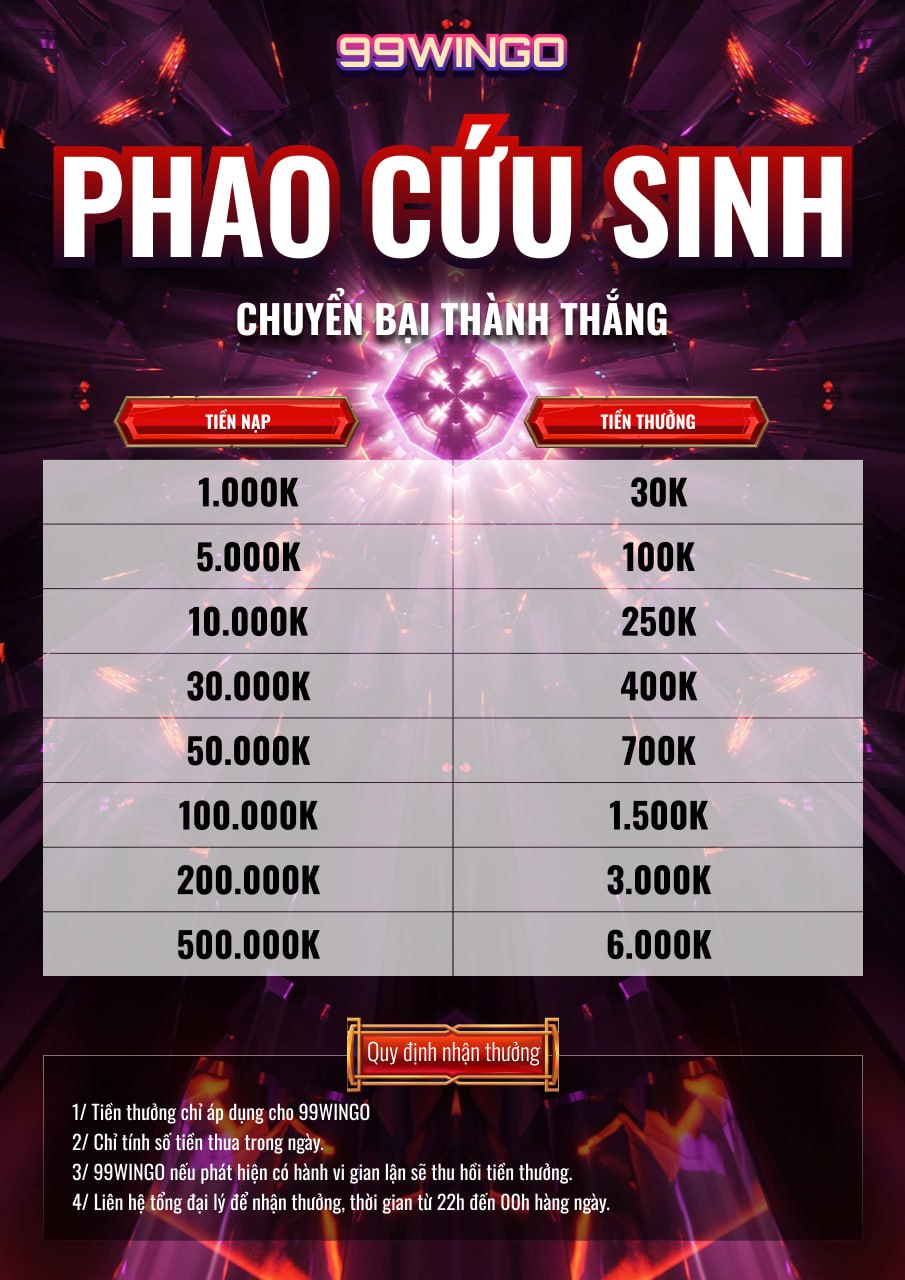 99WINGO
PHAO CỨU SINH
CHUYỂN BẠI THÀNH THẮNG
TIỀN NẠP TIỀN THƯỞNG
1.000K 30K
5.000K 100K
10.000K 250K
30.000K 400K
50.000K 700K
100.000K 1.500K
200.000K 3.000K
500.000K 6.000K
Quy định nhận thưởng
1/ Tiền thưởng chỉ áp dụng cho 99WINGO
2/ Chỉ tính số tiền thua trong ngày.
3/ 99WINGO nếu phát hiện có hành vi gian lận sẽ thu hồi tiền thưởng.
4/ Liên hệ tổng đại lý để nhận thưởng, thời gian từ 22h đến 00h hàng ngày.